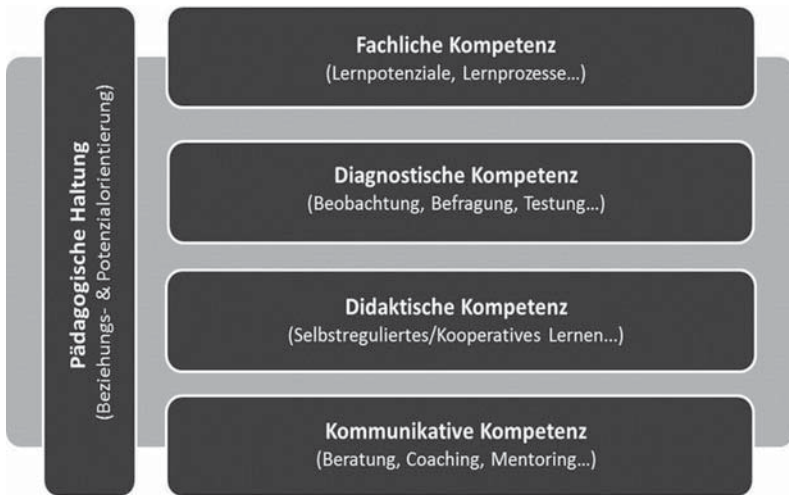 Pädagogische Haltung
(Beziehungs- & Potenzialorientierung)
Fachliche Kompetenz
(Lernpotenziale, Lernprozesse...)
Diagnostische Kompetenz
(Beobachtung, Befragung, Testung...)
Didaktische Kompetenz
(Selbstreguliertes/Kooperatives Lernen...)
Kommunikative Kompetenz
(Beratung, Coaching, Mentoring...)